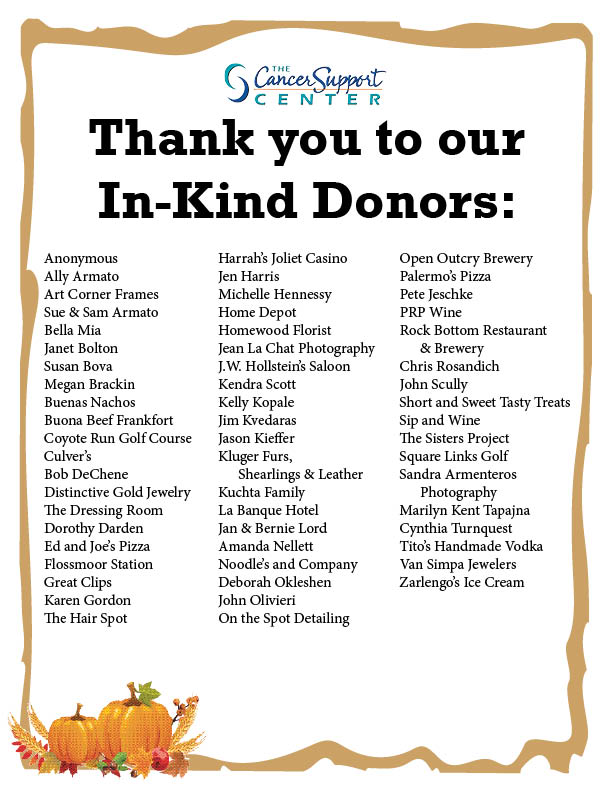 THE
Cancer Support
CENTER
Thank you to our
In-Kind Donors:
Anonymous
Ally Armato
Art Corner Frames
Sue & Sam Armato
Bella Mia
Janet Bolton
Susan Bova
Megan Brackin
Buenas Nachos
Buona Beef Frankfort
Coyote Run Golf Course
Culver's
Bob DeChene
Distinctive Gold Jewelry
The Dressing Room
Dorothy Darden
Ed and Joe's Pizza
Flossmoor Station
Great Clips
Karen Gordon
The Hair Spot
Harrah's Joliet Casino
Jen Harris
Michelle Hennessy
Home Depot
Homewood Florist
Jean La Chat Photography
J.W. Hollstein's Saloon
Kendra Scott
Kelly Kopale
Jim Kvedaras
Jason Kieffer
Kluger Furs,
Shearlings & Leather
Kuchta Family
La Banque Hotel
Jan & Bernie Lord
Amanda Nellett
Noodle's and Company
Deborah Okleshen
John Olivieri
On the Spot Detailing
Open Outcry Brewery
Palermo's Pizza
Pete Jeschke
PRP Wine
Rock Bottom Restaurant
& Brewery
Chris Rosandich
John Scully
Short and Sweet Tasty Treats
Sip and Wine
The Sisters Project
Square Links Golf
Sandra Armenteros
Photography
Marilyn Kent Tapajna
Cynthia Turnquest
Tito's Handmade Vodka
Van Simpa Jewelers
Zarlengo's Ice Cream